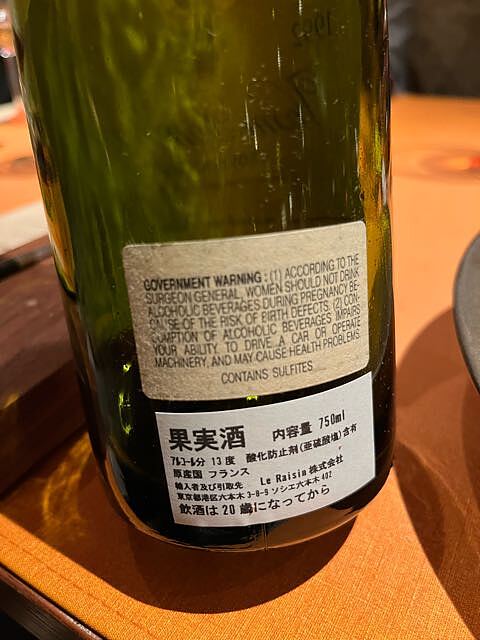 1992
GOVERNMENT WARNING : (1) ACCORDING TO THE
SURGEON GENERAL, WOMEN SHOULD NOT DRINK
ALCOHOLIC BEVERAGES DURING PREGNANCY BE-
CAUSE OF THE RISK OF BIRTH DEFECTS. (2) CON-
SUMPTION OF ALCOHOLIC BEVERAGES IMPAIRS
YOUR ABILITY TO DRIVE A CAR OR OPERATE
MACHINERY, AND MAY CAUSE HEALTH PROBLEMS.
CONTAINS SULFITES
果実酒 内容量 750ml
アルコール分 13度 酸化防止剤(亜硫酸塩)含有
原産国 フランス
輸入者及び引取先 Le Raisin 株式会社
東京都港区六本木 3-8-9 ソシエ六本木 402
飲酒は20歳になってから